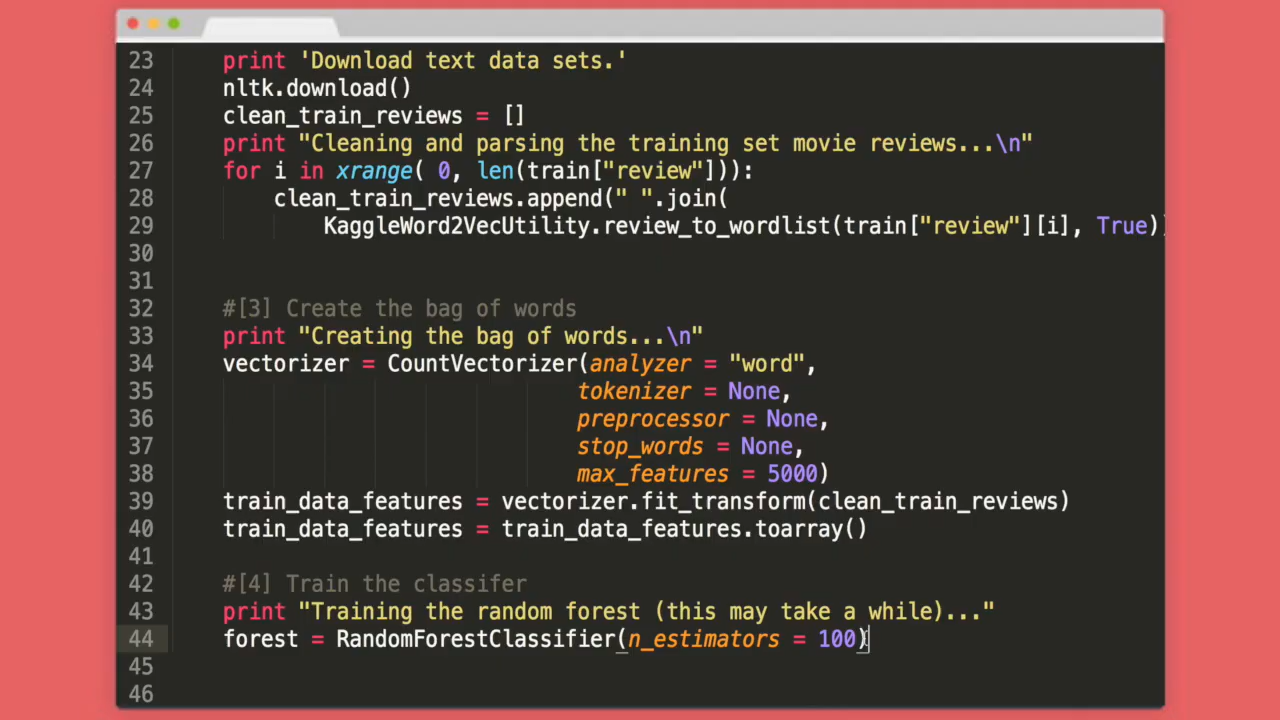 23 print 'Download text data sets.'
24 nltk.download()
25 clean_train_reviews = []
26 print "Cleaning and parsing the training set movie reviews...\n"
27 for i in xrange( 0, len(train["review"])):
28 clean_train_reviews.append(" ".join(
29 KaggleWord2VecUtility.review_to_wordlist(train["review"][i], True))
30
31
32 #[3] Create the bag of words
33 print "Creating the bag of words...\n"
34 vectorizer = CountVectorizer(analyzer = "word",
35 tokenizer = None,
36 preprocessor = None,
37 stop_words = None,
38 max_features = 5000)
39 train_data_features = vectorizer.fit_transform(clean_train_reviews)
40 train_data_features = train_data_features.toarray()
41
42 #[4] Train the classifer
43 print "Training the random forest (this may take a while)..."
44 forest = RandomForestClassifier(n_estimators = 100)
45
46